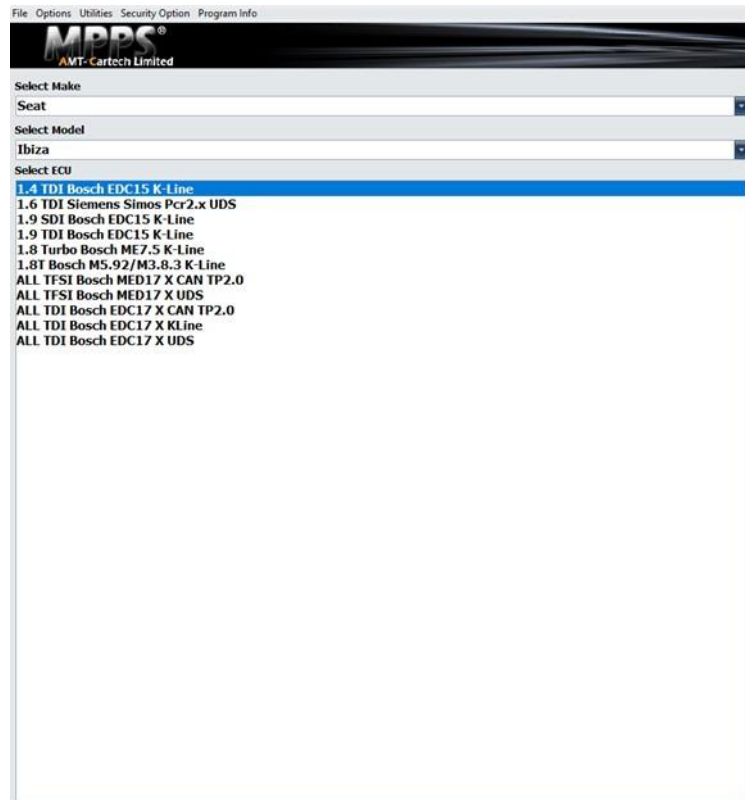 File Options Utilities Security Option Program Info
MPPS®
AMT-Cartech Limited
Select Make
Seat
Select Model
Ibiza
Select ECU
1.4 TDI Bosch EDC15 K-Line
1.6 TDI Siemens Simos Pcr2.x UDS
1.9 SDI Bosch EDC15 K-Line
1.9 TDI Bosch EDC15 K-Line
1.8 Turbo Bosch ME7.5 K-Line
1.8T Bosch M5.92/M3.8.3 K-Line
ALL TFSI Bosch MED17 X CAN TP2.0
ALL TFSI Bosch MED17 X UDS
ALL TDI Bosch EDC17 X CAN TP2.0
ALL TDI Bosch EDC17 X KLine
ALL TDI Bosch EDC17 X UDS